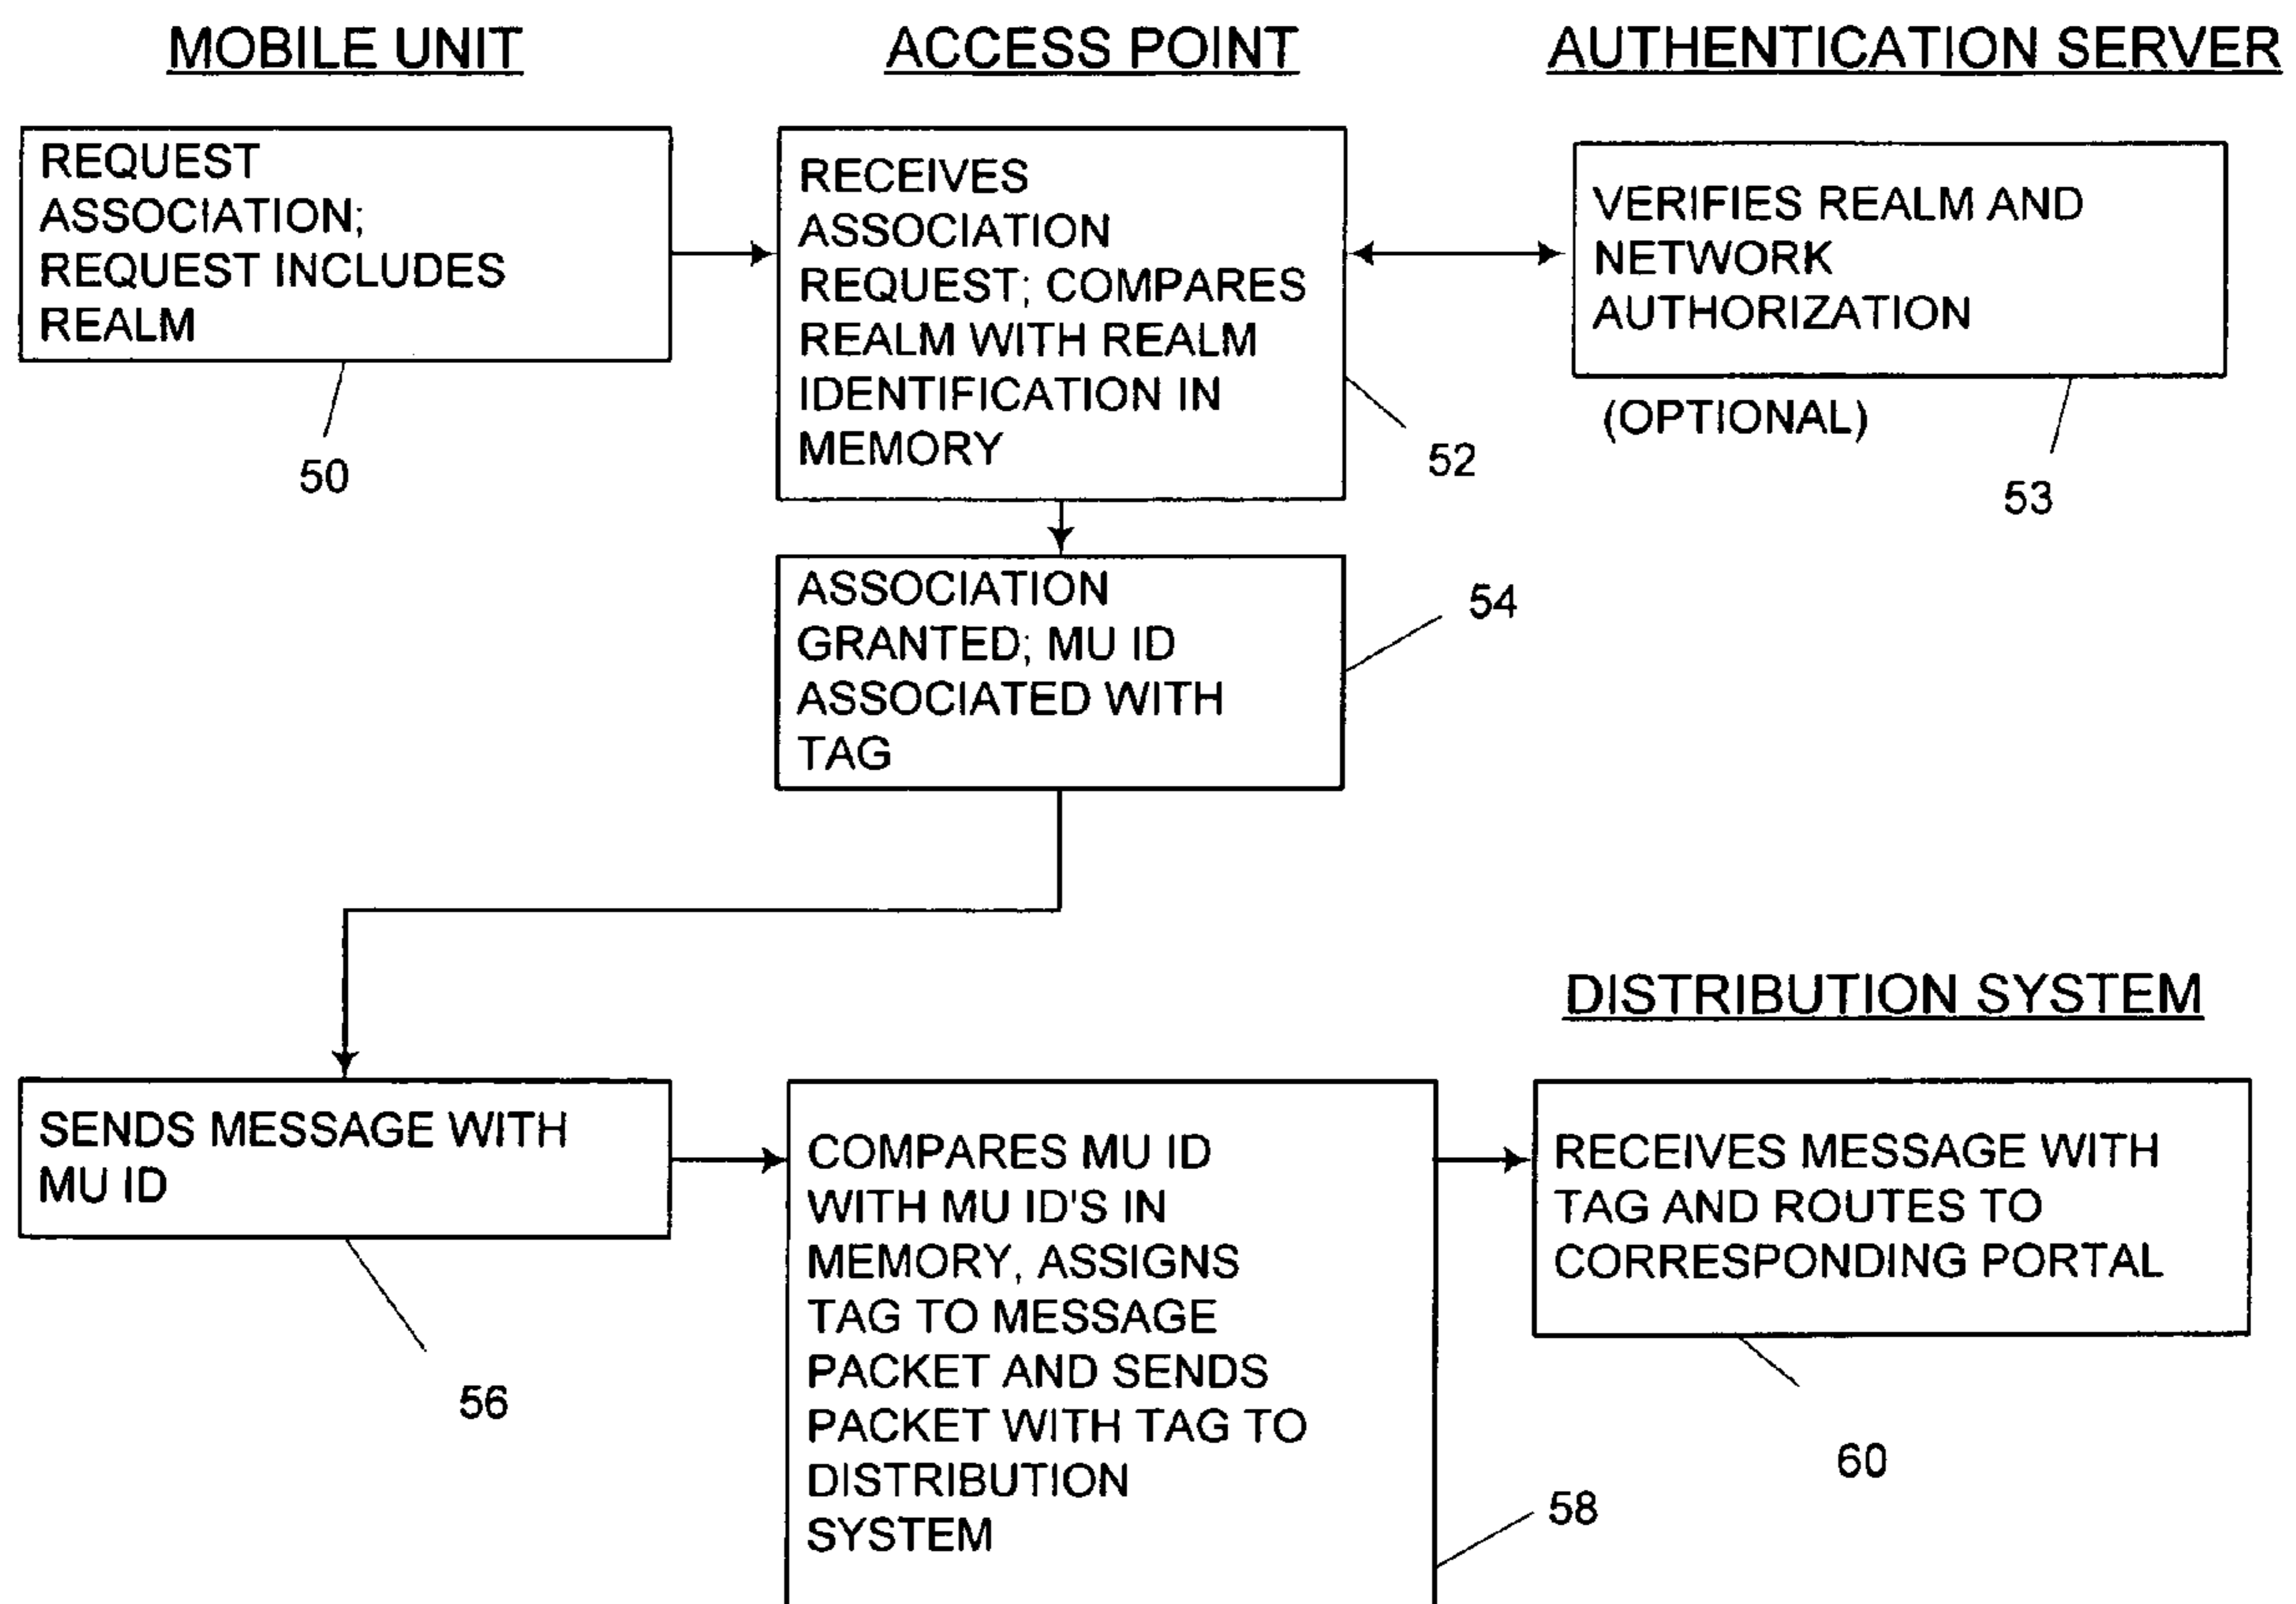 MOBILE UNIT
ACCESS POINT
AUTHENTICATION SERVER
REQUEST
ASSOCIATION;
REQUEST INCLUDES
REALM
50
RECEIVES
ASSOCIATION
REQUEST; COMPARES
REALM WITH REALM
IDENTIFICATION IN
MEMORY
52
VERIFIES REALM AND
NETWORK
AUTHORIZATION
(OPTIONAL)
53
ASSOCIATION
GRANTED; MU ID
ASSOCIATED WITH
TAG
54
DISTRIBUTION SYSTEM
SENDS MESSAGE WITH
MU ID
56
COMPARES MU ID
WITH MU ID'S IN
MEMORY, ASSIGNS
TAG TO MESSAGE
PACKET AND SENDS
PACKET WITH TAG TO
DISTRIBUTION
SYSTEM
58
RECEIVES MESSAGE WITH
TAG AND ROUTES TO
CORRESPONDING PORTAL
60